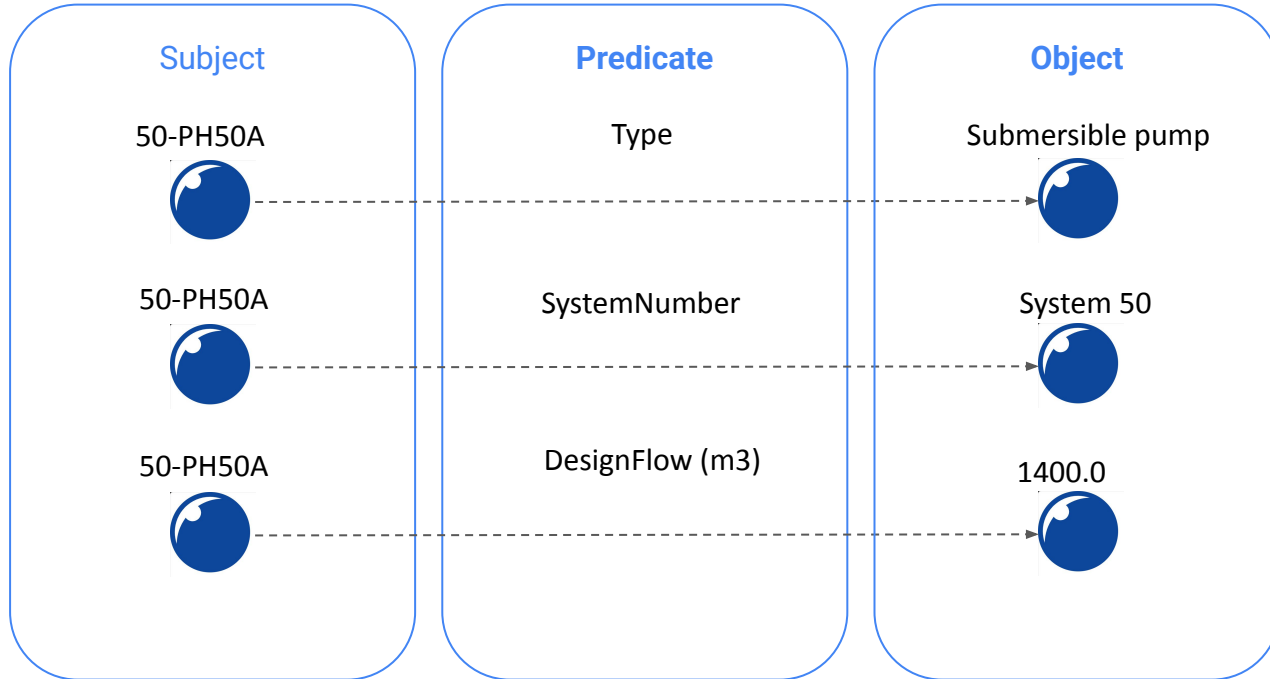 Subject
Predicate
Object
50-PH50A
Type
Submersible pump
50-PH50A
SystemNumber
System 50
50-PH50A
DesignFlow (m3)
1400.0